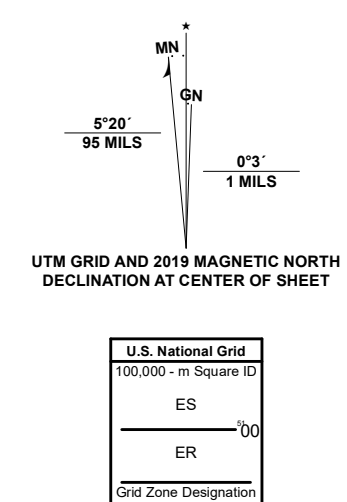 ★
MN
GN
5°20´
95 MILS
0°3´
1 MILS
UTM GRID AND 2019 MAGNETIC NORTH
DECLINATION AT CENTER OF SHEET
U.S. National Grid
100,000 - m Square ID
ES
5100
ER
Grid Zone Designation